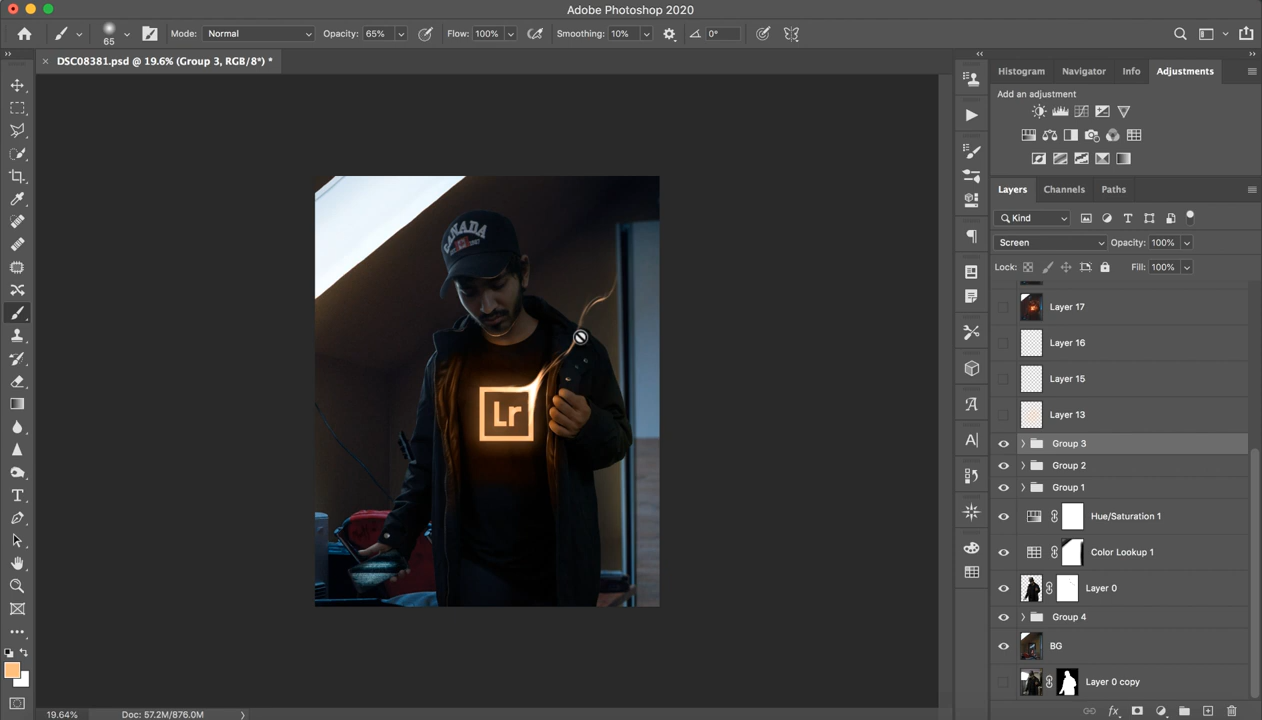 Adobe Photoshop 2020
65
Mode: Normal
Opacity: 65%
Flow: 100%
Smoothing: 10%
0°
DSC08381.psd @ 19.6% (Group 3, RGB/8*) *
Histogram
Navigator
Info
Adjustments
Add an adjustment
Layers
Channels
Paths
Kind
Screen
Opacity: 100%
Lock:
Fill: 100%
Layer 17
Layer 16
Layer 15
Layer 13
Group 3
Group 2
Group 1
Hue/Saturation 1
Color Lookup 1
Layer 0
Group 4
BG
Layer 0 copy
CANADA
Lr
19.64%
Doc: 57.2M/876.0M